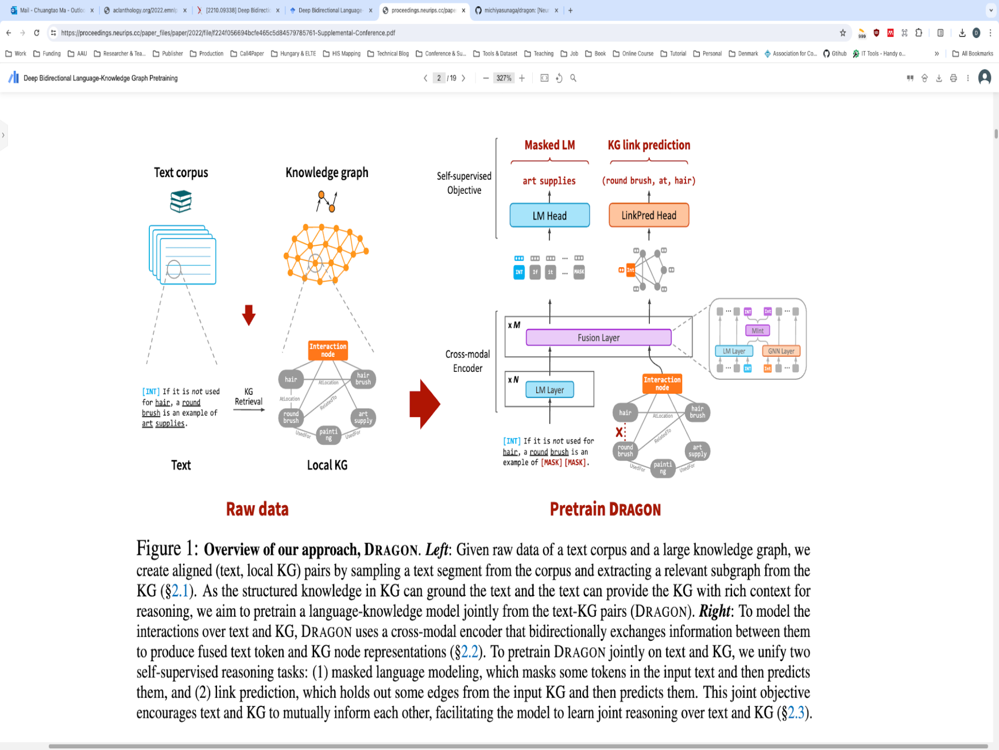 Mail - Chuangtao Ma - Outlo
aclanthology.org/2022.emnlp
[2210.09338] Deep Bidirectio
Deep Bidirectional Language-
proceedings.neurips.cc/pape
michiyasunaga/dragon: [Neur
https://proceedings.neurips.cc/paper_files/paper/2022/file/f224f056694bcfe465c5d84579785761-Supplemental-Conference.pdf
999
D
Work
Funding
AAU
Researcher & Tea...
Publisher
Production
Call4Paper
Hungary & ELTE
HIS Mapping
Technical Blog
Conference & Su...
Tools & Dataset
Teaching
Job
Book
Online Course
Tutorial
Personal
Denmark
Association for Co...
Gtihub
IT Tools - Handy o...
All Bookmarks
Deep Bidirectional Language-Knowledge Graph Pretraining
2 / 19
327%
Text corpus
Knowledge graph
[INT] If it is not used
for hair, a round
brush is an example of
art supplies.
KG
Retrieval
Interaction
node
hair
hair
brush
AtLocation
AtLocation
RelatedTo
round
brush
art
supply
UsedFor
painti
ng
UsedFor
Text
Local KG
Raw data
Self-supervised
Objective
Masked LM
KG link prediction
art supplies
(round brush, at, hair)
LM Head
LinkPred Head
INT
If
it
...
MASK
Int
Cross-modal
Encoder
x M
Fusion Layer
x N
LM Layer
... INT Int ...
MInt
LM Layer
GNN Layer
... INT Int ...
Interaction
node
hair
hair
brush
AtLocation
X
RelatedTo
round
brush
art
supply
UsedFor
painti
ng
UsedFor
[INT] If it is not used for
hair, a round brush is an
example of [MASK] [MASK].
Pretrain DRAGON
Figure 1: Overview of our approach, DRAGON. Left: Given raw data of a text corpus and a large knowledge graph, we
create aligned (text, local KG) pairs by sampling a text segment from the corpus and extracting a relevant subgraph from the
KG (§2.1). As the structured knowledge in KG can ground the text and the text can provide the KG with rich context for
reasoning, we aim to pretrain a language-knowledge model jointly from the text-KG pairs (DRAGON). Right: To model the
interactions over text and KG, DRAGON uses a cross-modal encoder that bidirectionally exchanges information between them
to produce fused text token and KG node representations (§2.2). To pretrain DRAGON jointly on text and KG, we unify two
self-supervised reasoning tasks: (1) masked language modeling, which masks some tokens in the input text and then predicts
them, and (2) link prediction, which holds out some edges from the input KG and then predicts them. This joint objective
encourages text and KG to mutually inform each other, facilitating the model to learn joint reasoning over text and KG (§2.3).